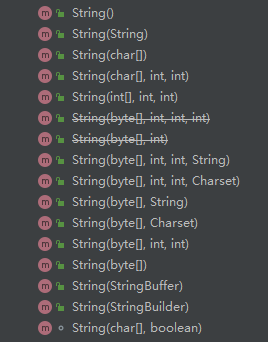 String()
String(String)
String(char[])
String(char[], int, int)
String(int[], int, int)
String(byte[], int, int, int)
String(byte[], int)
String(byte[], int, int, String)
String(byte[], int, int, Charset)
String(byte[], String)
String(byte[], Charset)
String(byte[], int, int)
String(byte[])
String(StringBuffer)
String(StringBuilder)
String(char[], boolean)